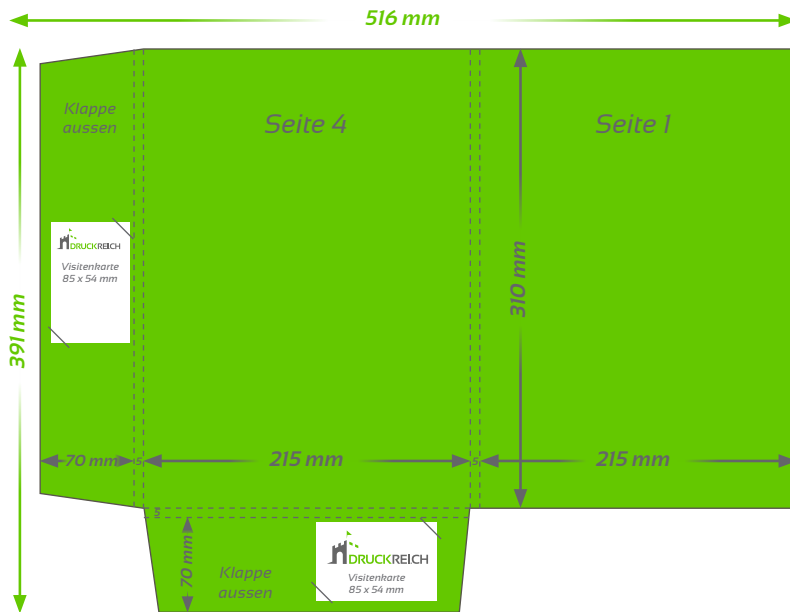 516 mm
Klappe
aussen
Seite 4
Seite 1
DRUCKREICH
Visitenkarte
85 x 54 mm
391 mm
310 mm
70 mm
5
215 mm
5
215 mm
5
70 mm
Klappe
aussen
DRUCKREICH
Visitenkarte
85 x 54 mm